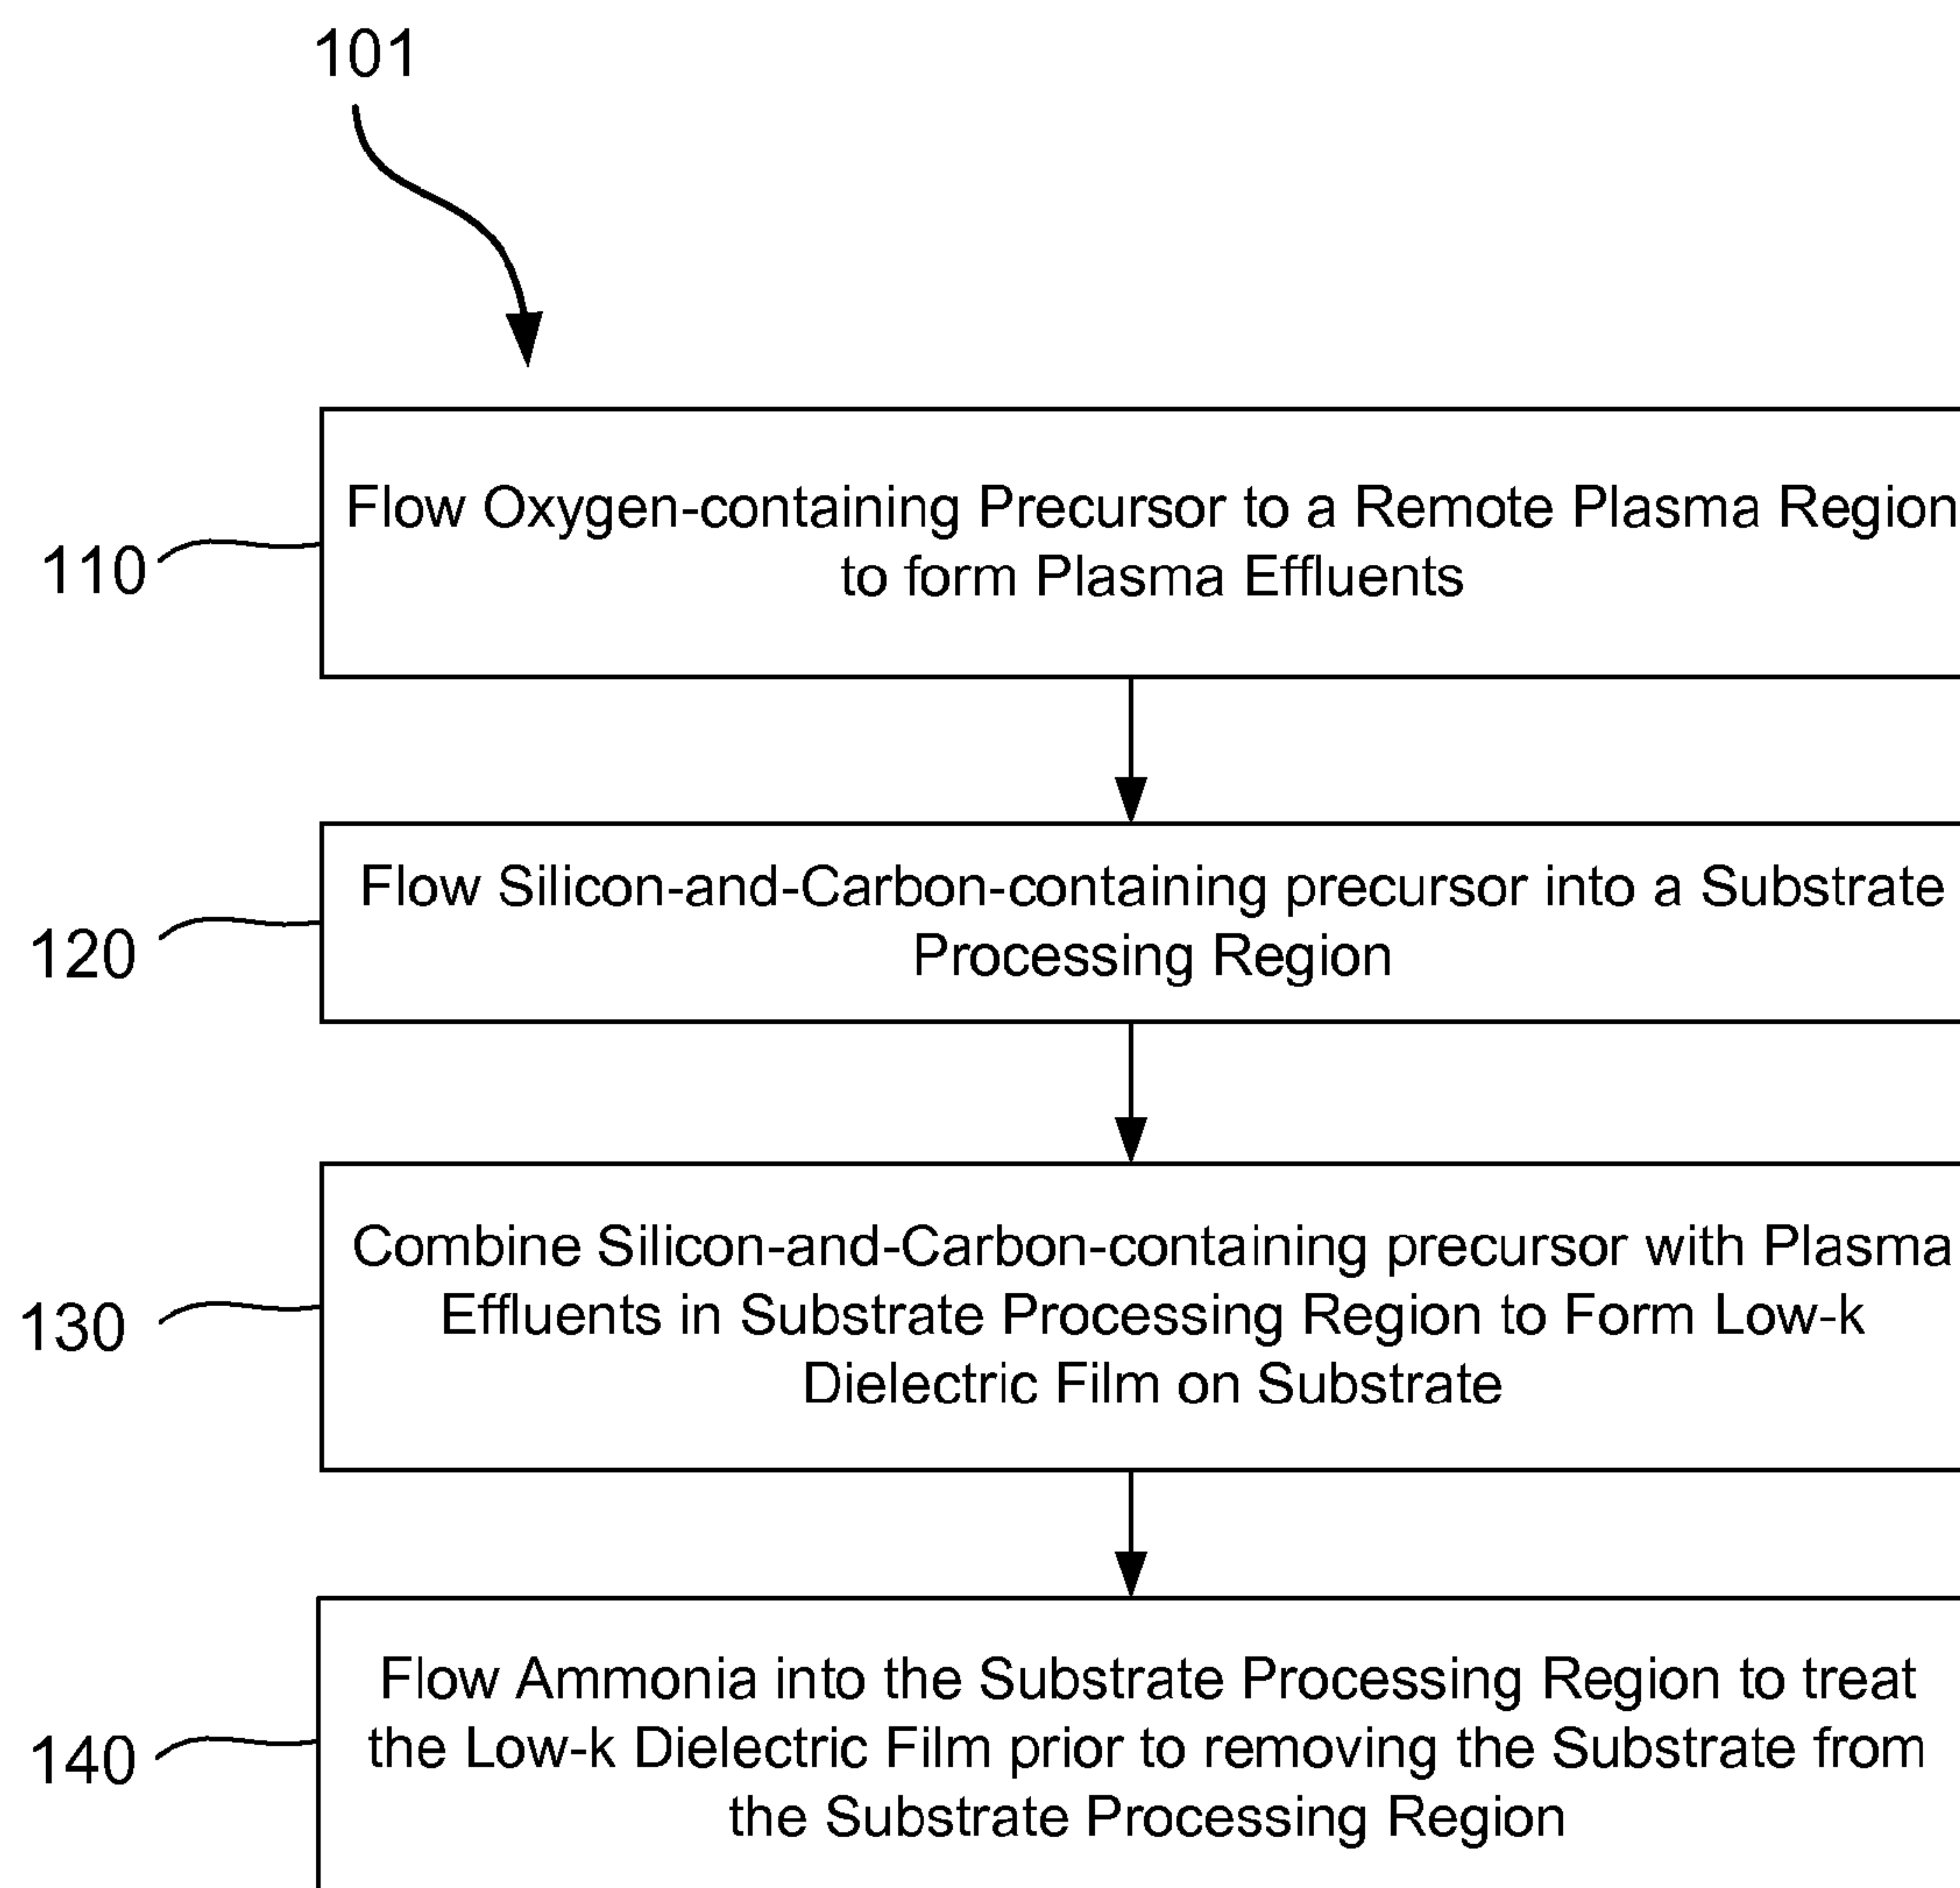 101
110
Flow Oxygen-containing Precursor to a Remote Plasma Region
to form Plasma Effluents
120
Flow Silicon-and-Carbon-containing precursor into a Substrate
Processing Region
130
Combine Silicon-and-Carbon-containing precursor with Plasma
Effluents in Substrate Processing Region to Form Low-k
Dielectric Film on Substrate
140
Flow Ammonia into the Substrate Processing Region to treat
the Low-k Dielectric Film prior to removing the Substrate from
the Substrate Processing Region